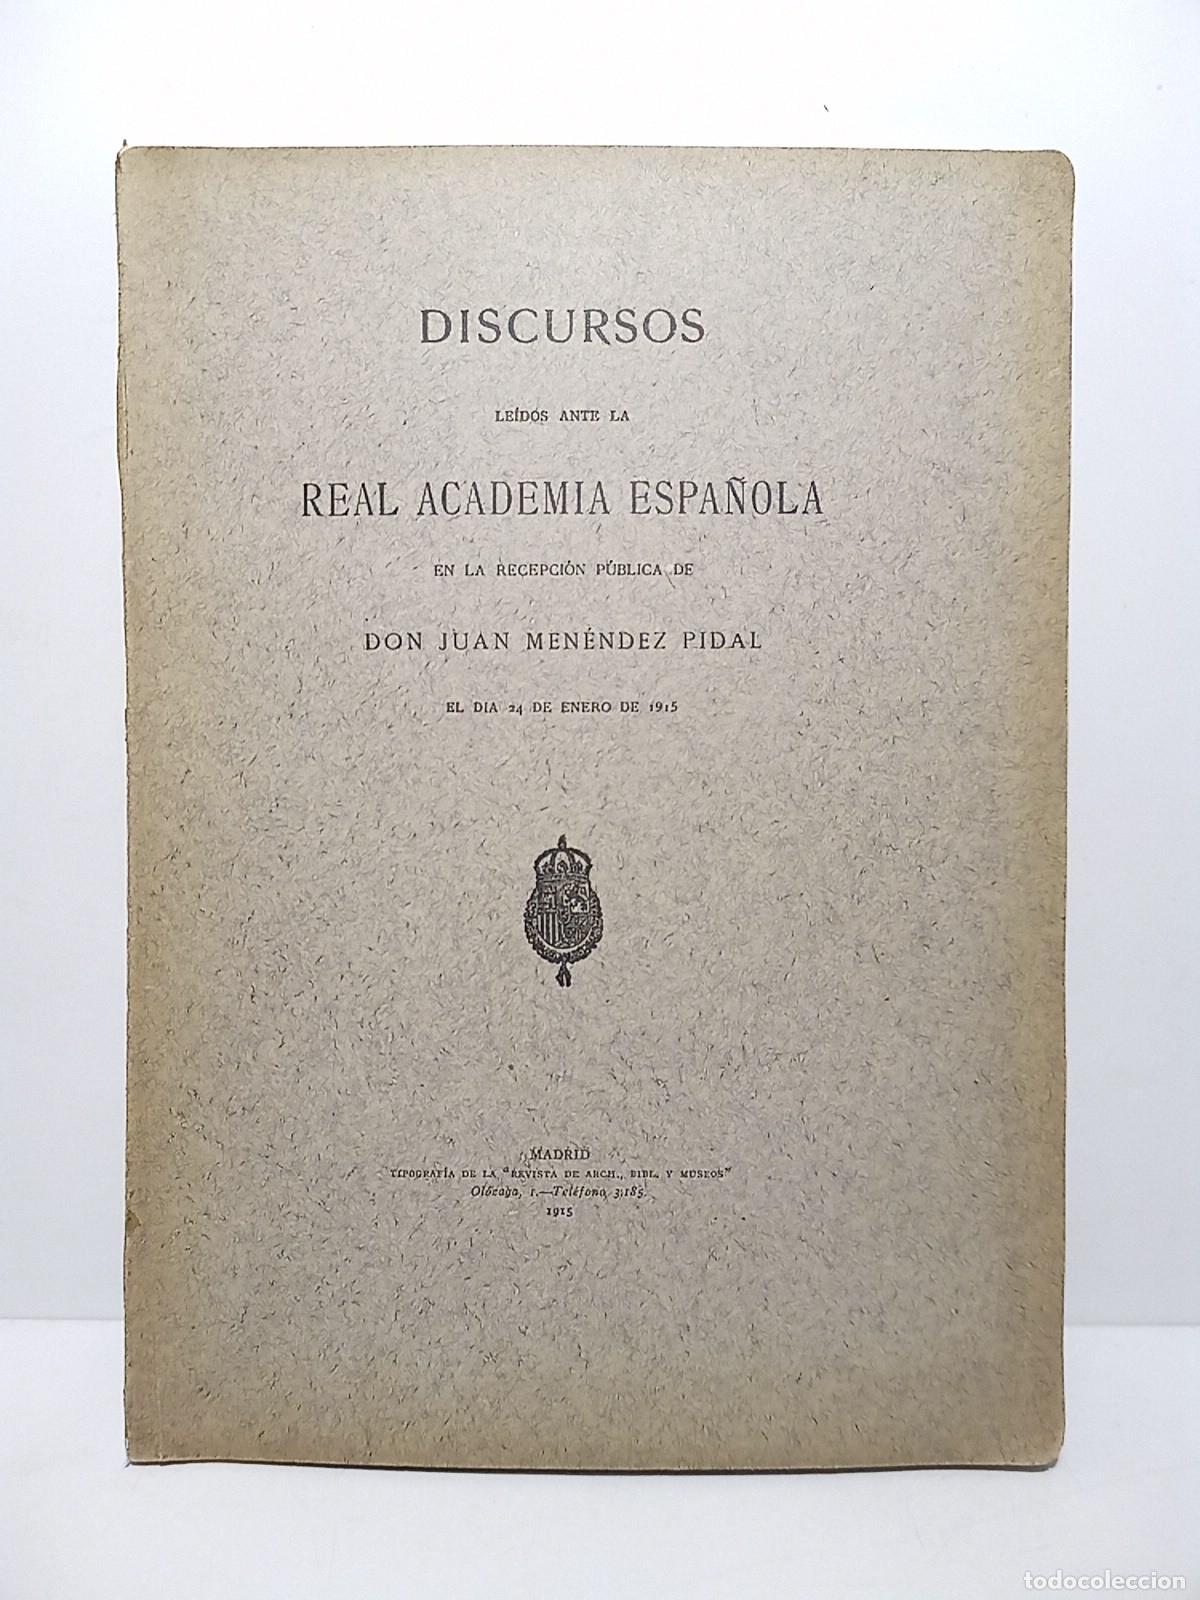 DISCURSOS
LEÍDOS ANTE LA
REAL ACADEMIA ESPAÑOLA
EN LA RECEPCIÓN PÚBLICA DE
DON JUAN MENÉNDEZ PIDAL
EL DIA 24 DE ENERO DE 1915
MADRID
TIPOGRAFÍA DE LA "REVISTA DE ARCH., BIBL. Y MUSEOS"
Olózaga, 1.—Teléfono 3,185.
1915
todocoleccion